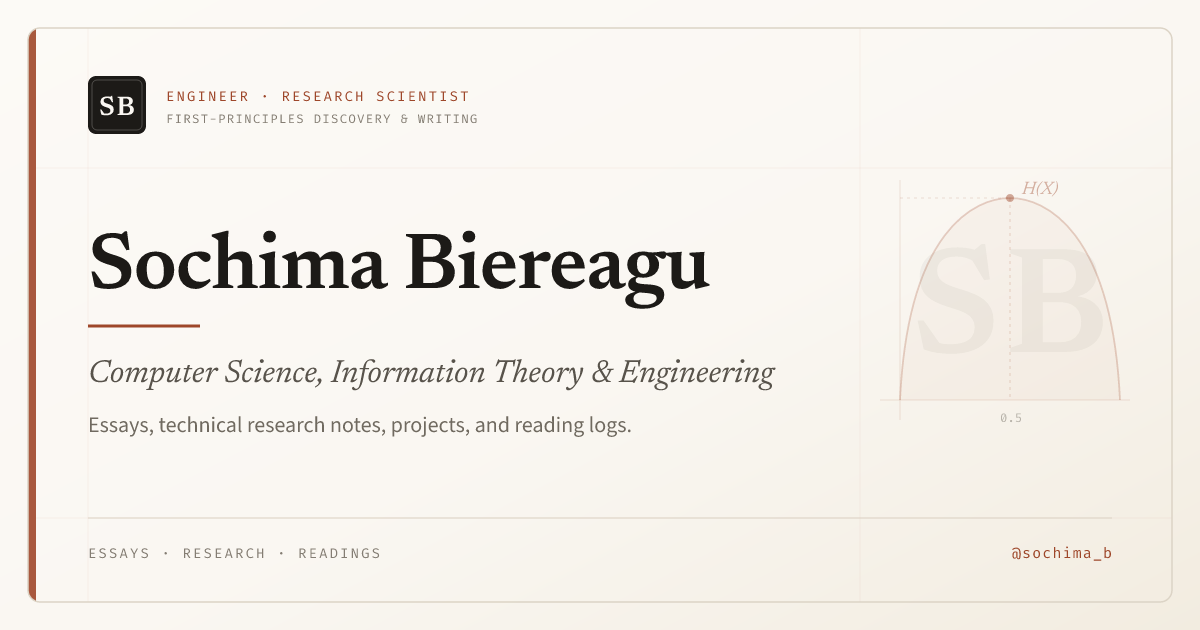 SB
ENGINEER · RESEARCH SCIENTIST
FIRST-PRINCIPLES DISCOVERY & WRITING
H(X)
Sochima Biereagu
SB
Computer Science, Information Theory & Engineering
0.5
Essays, technical research notes, projects, and reading logs.
ESSAYS · RESEARCH · READINGS
@sochima_b